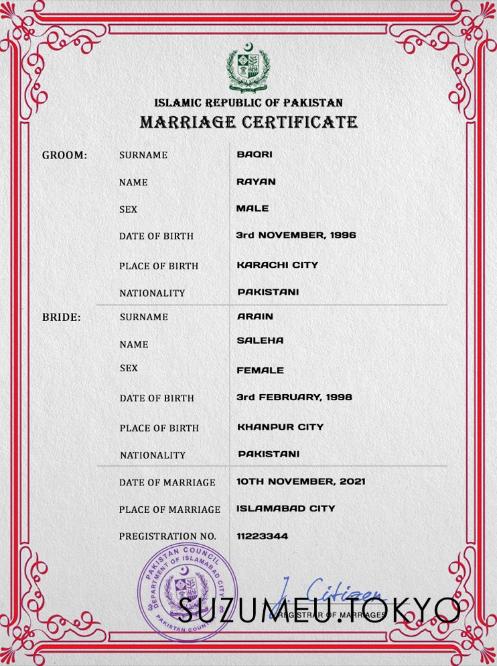 ISLAMIC REPUBLIC OF PAKISTAN
MARRIAGE CERTIFICATE
GROOM: SURNAME BAQRI
NAME RAYAN
SEX MALE
DATE OF BIRTH 3rd NOVEMBER, 1996
PLACE OF BIRTH KARACHI CITY
NATIONALITY PAKISTANI
BRIDE: SURNAME ARAIN
NAME SALEHA
SEX FEMALE
DATE OF BIRTH 3rd FEBRUARY, 1998
PLACE OF BIRTH KHANPUR CITY
NATIONALITY PAKISTANI
DATE OF MARRIAGE 10TH NOVEMBER, 2021
PLACE OF MARRIAGE ISLAMABAD CITY
PREGISTRATION NO. 11223344
PAKISTAN COUNCIL
DEPARTMENT OF ISLAMABAD CITY
PAKISTAN COUNCIL
J. Citizen
REGISTRAR OF MARRIAGES
SUZUMEU.TOKYO